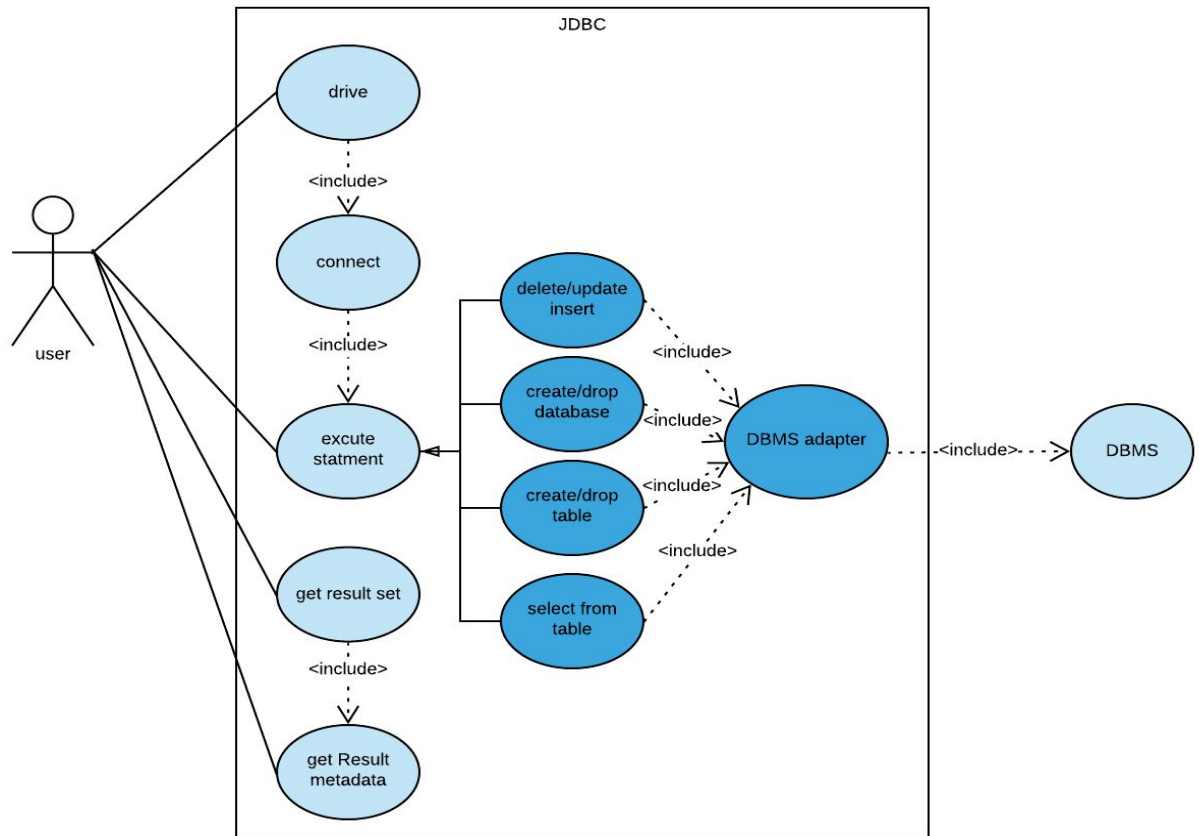 JDBC
drive
<include>
connect
<include>
excute
statment
get result set
<include>
get Result
metadata
user
delete/update
insert
create/drop
database
create/drop
table
select from
table
<include>
<include>
<include>
<include>
DBMS adapter
<include>
DBMS